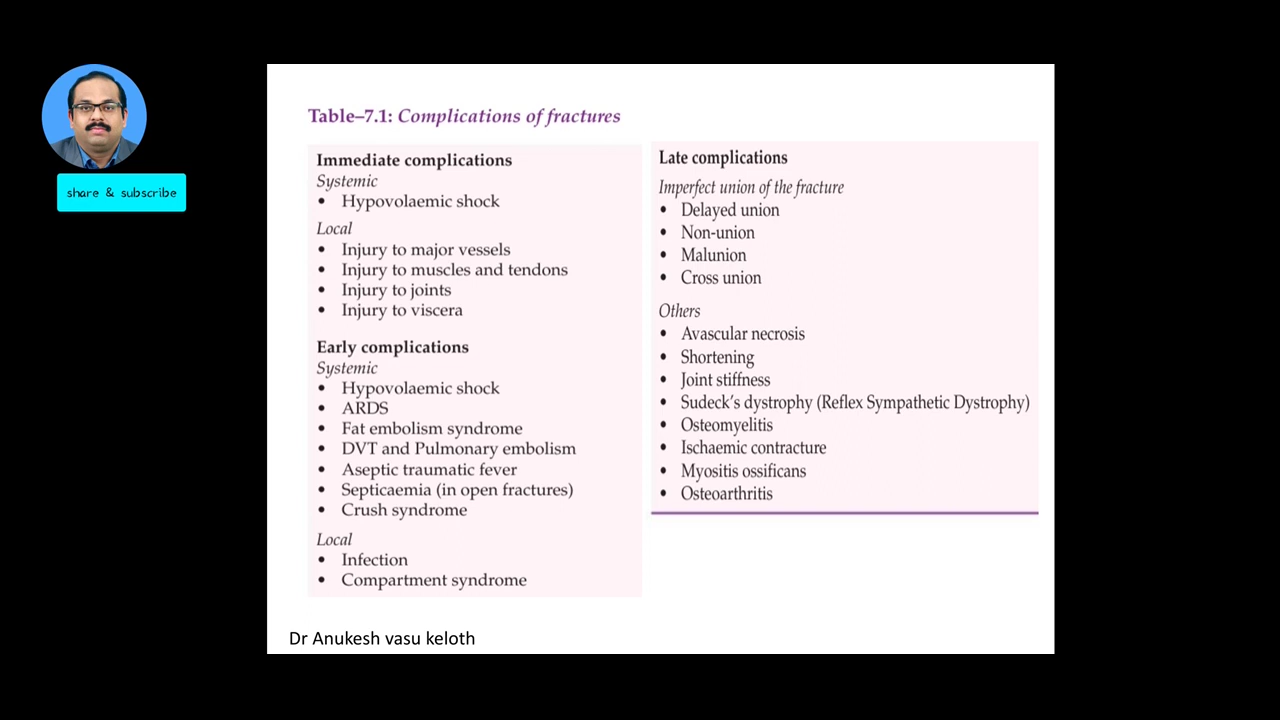 share & subscribe
Table–7.1: Complications of fractures
Immediate complications
Systemic
• Hypovolaemic shock
Local
• Injury to major vessels
• Injury to muscles and tendons
• Injury to joints
• Injury to viscera
Early complications
Systemic
• Hypovolaemic shock
• ARDS
• Fat embolism syndrome
• DVT and Pulmonary embolism
• Aseptic traumatic fever
• Septicaemia (in open fractures)
• Crush syndrome
Local
• Infection
• Compartment syndrome
Late complications
Imperfect union of the fracture
• Delayed union
• Non-union
• Malunion
• Cross union
Others
• Avascular necrosis
• Shortening
• Joint stiffness
• Sudeck's dystrophy (Reflex Sympathetic Dystrophy)
• Osteomyelitis
• Ischaemic contracture
• Myositis ossificans
• Osteoarthritis
Dr Anukesh vasu keloth